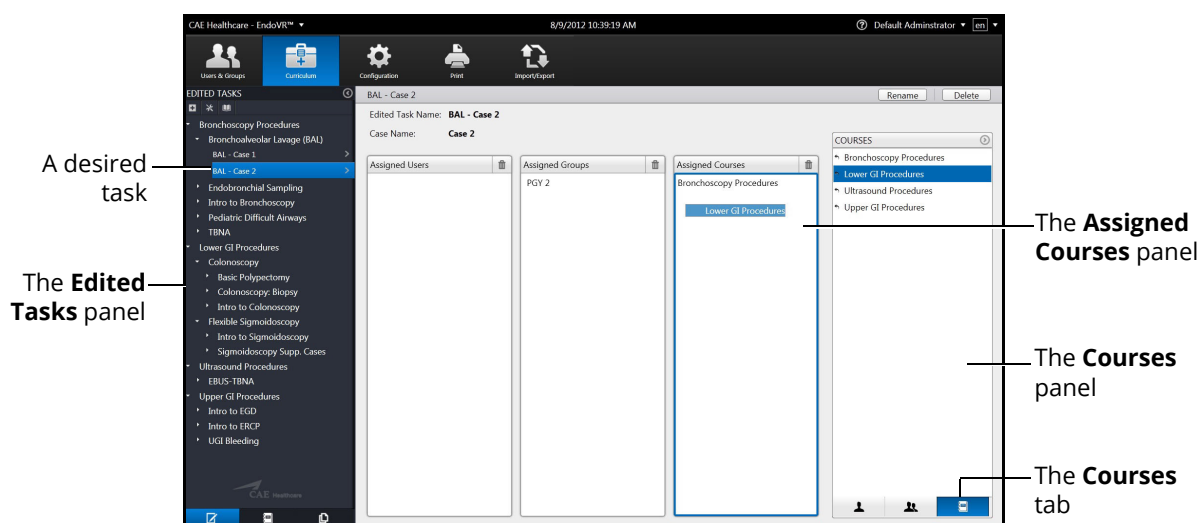 CAE Healthcare - EndoVR™
8/9/2012 10:39:19 AM
Default Adminstrator
en
Users & Groups
Curriculum
Configuration
Print
Import/Export
EDITED TASKS
Bronchoscopy Procedures
Bronchoalveolar Lavage (BAL)
BAL - Case 1
BAL - Case 2
Endobronchial Sampling
Intro to Bronchoscopy
Pediatric Difficult Airways
TBNA
Lower GI Procedures
Colonoscopy
Basic Polypectomy
Colonoscopy: Biopsy
Intro to Colonoscopy
Flexible Sigmoidoscopy
Intro to Sigmoidoscopy
Sigmoidoscopy Supp. Cases
Ultrasound Procedures
EBUS-TBNA
Upper GI Procedures
Intro to EGD
Intro to ERCP
UGI Bleeding
CAE Healthcare
BAL - Case 2
Rename
Delete
Edited Task Name: BAL - Case 2
Case Name: Case 2
Assigned Users
Assigned Groups
PGY 2
Assigned Courses
Bronchoscopy Procedures
Lower GI Procedures
COURSES
Bronchoscopy Procedures
Lower GI Procedures
Ultrasound Procedures
Upper GI Procedures
A desired
task
The Edited
Tasks panel
The Assigned
Courses panel
The Courses
panel
The Courses
tab